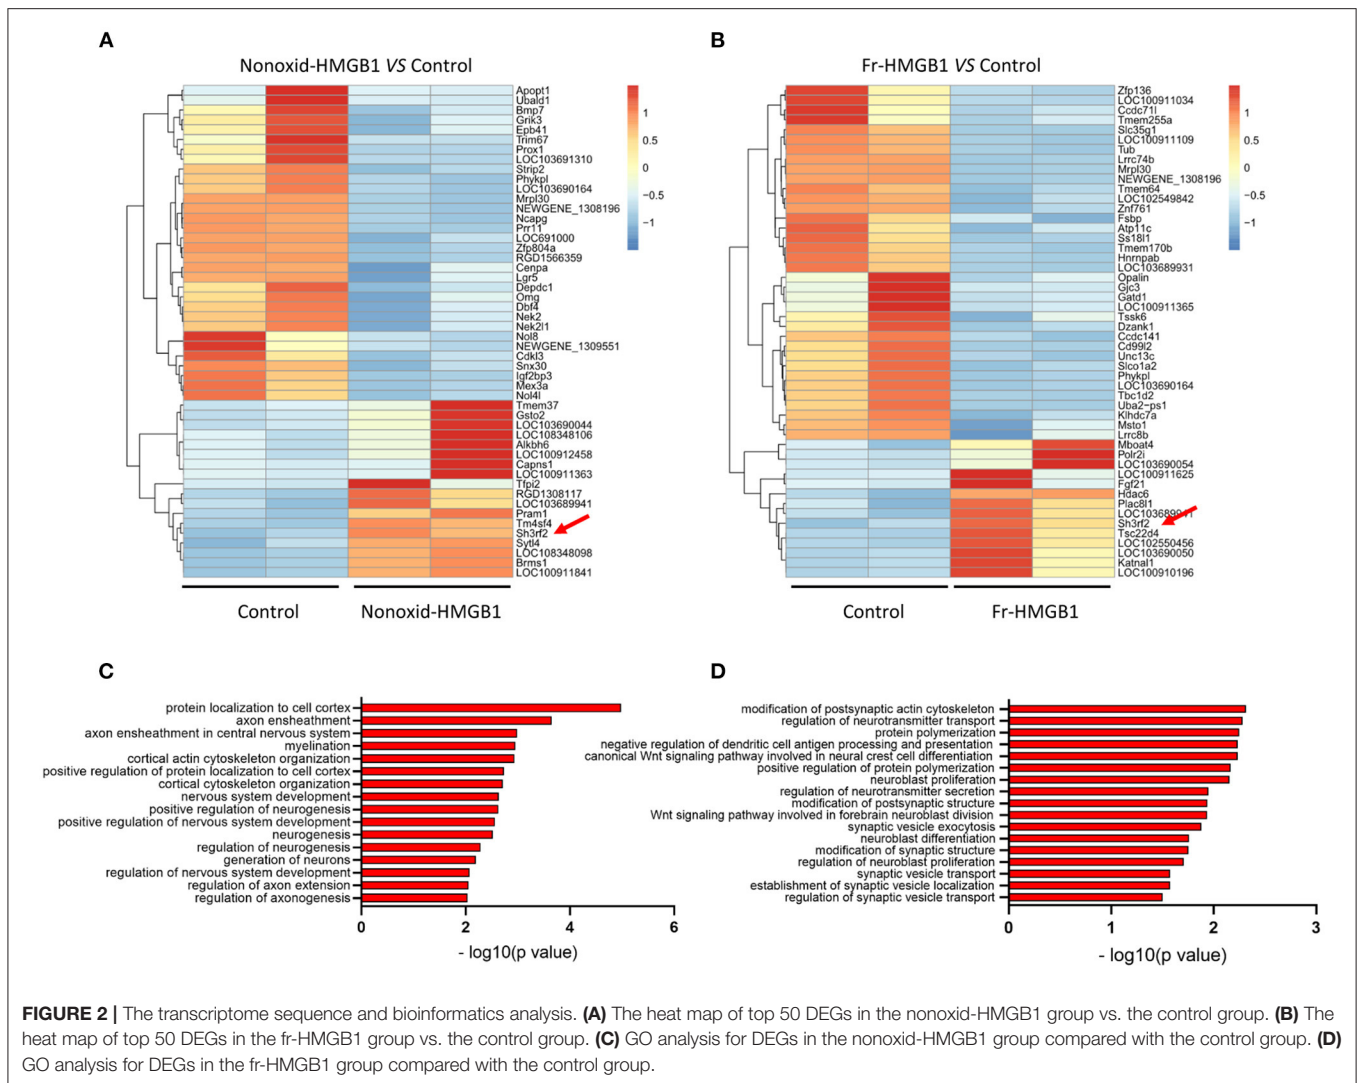 A
Nonoxid-HMGB1 VS Control
Apopt1
Ubald1
Bmp7
Grik3
Epb41
Trim67
Prox1
LOC103691310
Strip2
Phykpl
LOC103690164
Mrpl30
NEWGENE_1308196
Ncapg
Prr11
LOC691000
Zfp804a
RGD1566359
Cenpa
Lgr5
Depdc1
Omg
Dbf4
Nek2
Nek2l1
Nol8
NEWGENE_1309551
Cdkl3
Snx30
Igf2bp3
Mex3a
Nol4l
Tmem37
Gsto2
LOC103690044
LOC108348106
Alkbh6
LOC100912458
Capns1
LOC100911363
Tfpi2
RGD1308117
LOC103689941
Pram1
Tm4sf4
Sh3rf2
Sytl4
LOC108348098
Brms1
LOC100911841
1
0.5
0
−0.5
−1
Control
Nonoxid-HMGB1
B
Fr-HMGB1 VS Control
Zfp136
LOC100911034
Ccdc71l
Tmem255a
Slc35g1
LOC100911109
Tub
Lrrc74b
Mrpl30
NEWGENE_1308196
Tmem64
LOC102549842
Znf761
Fsbp
Atp11c
Ss18l1
Tmem170b
Hnrnpab
LOC103689931
Opalin
Gjc3
Gatd1
LOC100911365
Tssk6
Dzank1
Ccdc141
Cd99l2
Unc13c
Slco1a2
Phykpl
LOC103690164
Tbc1d2
Uba2−ps1
Klhdc7a
Msto1
Lrrc8b
Mboat4
Polr2i
LOC103690054
LOC100911625
Fgf21
Hdac6
Plac8l1
LOC103689941
Sh3rf2
Tsc22d4
LOC102550456
LOC103690050
Katnal1
LOC100910196
1
0.5
0
−0.5
−1
Control
Fr-HMGB1
C
protein localization to cell cortex
axon ensheathment
axon ensheathment in central nervous system
myelination
cortical actin cytoskeleton organization
positive regulation of protein localization to cell cortex
cortical cytoskeleton organization
nervous system development
positive regulation of neurogenesis
positive regulation of nervous system development
neurogenesis
regulation of neurogenesis
generation of neurons
regulation of nervous system development
regulation of axon extension
regulation of axonogenesis
0 2 4 6
- log10(p value)
D
modification of postsynaptic actin cytoskeleton
regulation of neurotransmitter transport
protein polymerization
negative regulation of dendritic cell antigen processing and presentation
canonical Wnt signaling pathway involved in neural crest cell differentiation
positive regulation of protein polymerization
neuroblast proliferation
regulation of neurotransmitter secretion
modification of postsynaptic structure
Wnt signaling pathway involved in forebrain neuroblast division
synaptic vesicle exocytosis
neuroblast differentiation
modification of synaptic structure
regulation of neuroblast proliferation
synaptic vesicle transport
establishment of synaptic vesicle localization
regulation of synaptic vesicle transport
0 1 2 3
- log10(p value)
FIGURE 2 | The transcriptome sequence and bioinformatics analysis. (A) The heat map of top 50 DEGs in the nonoxid-HMGB1 group vs. the control group. (B) The
heat map of top 50 DEGs in the fr-HMGB1 group vs. the control group. (C) GO analysis for DEGs in the nonoxid-HMGB1 group compared with the control group. (D)
GO analysis for DEGs in the fr-HMGB1 group compared with the control group.